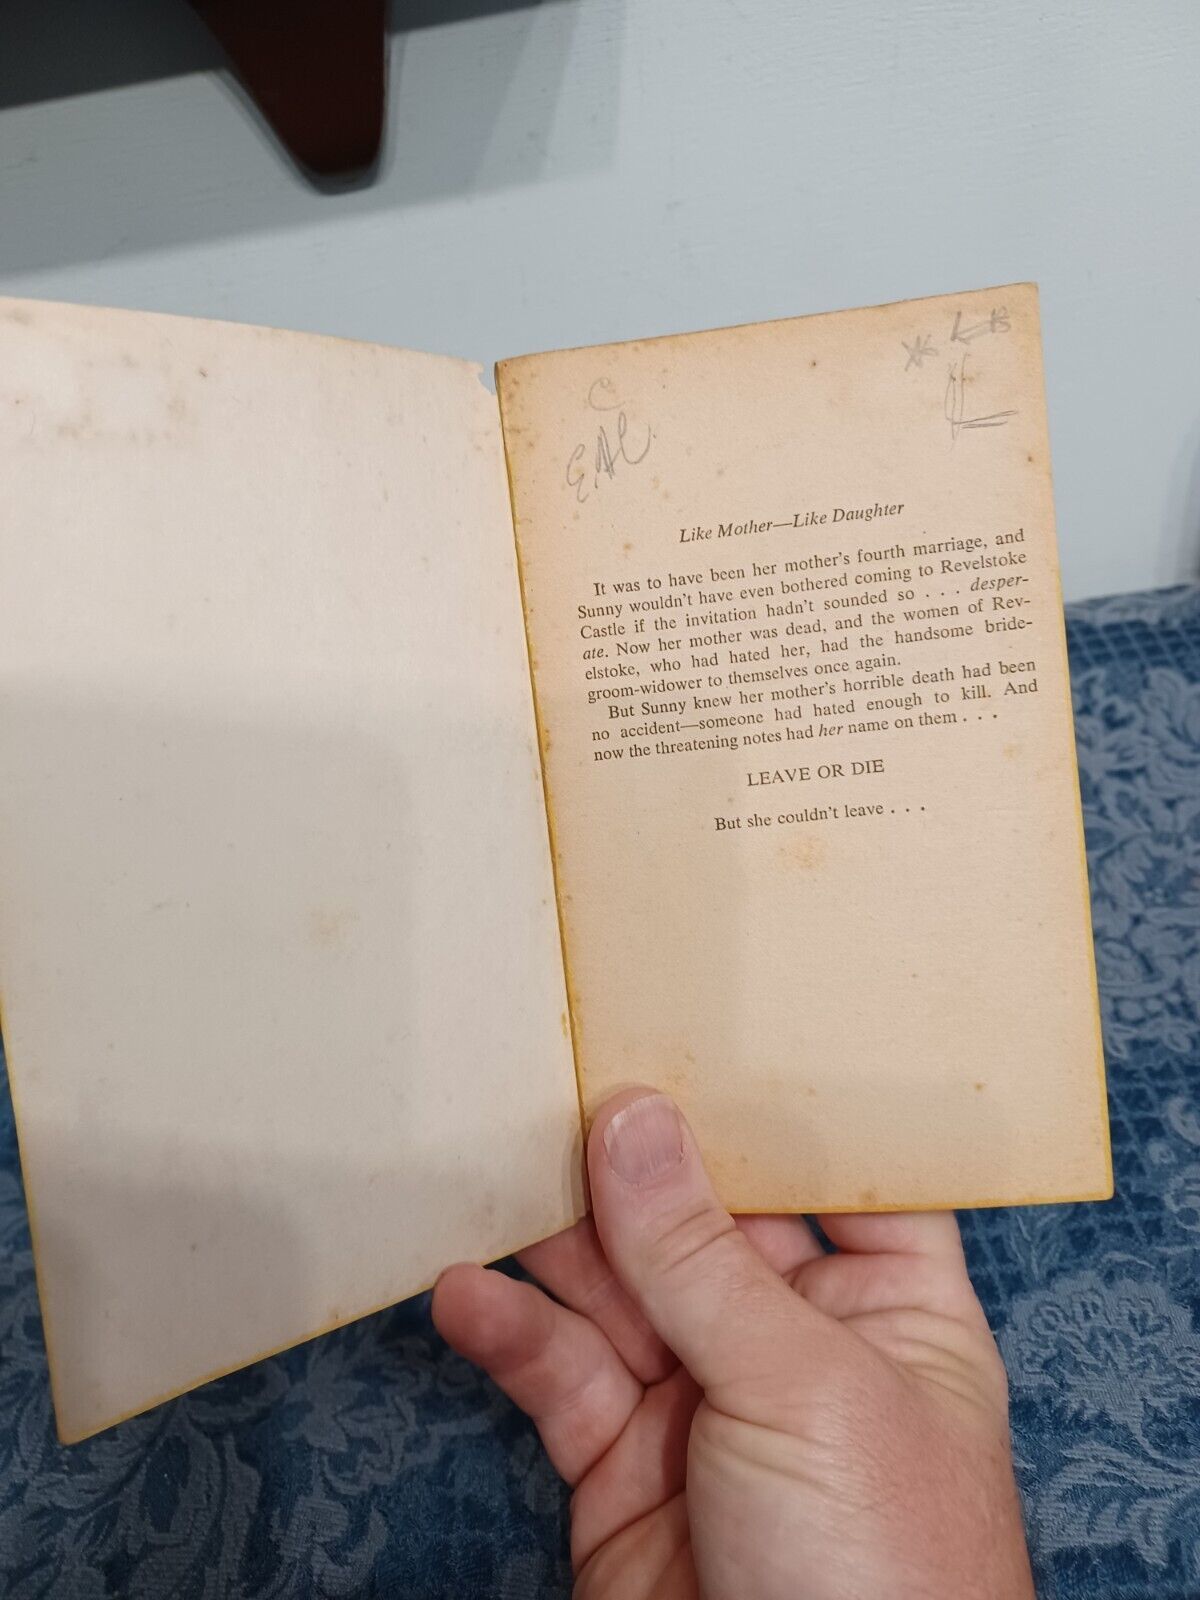 C
E.A.C.
Like Mother—Like Daughter
It was to have been her mother's fourth marriage, and
Sunny wouldn't have even bothered coming to Revelstoke
Castle if the invitation hadn't sounded so . . . desper-
ate. Now her mother was dead, and the women of Rev-
elstoke, who had hated her, had the handsome bride-
groom-widower to themselves once again.
But Sunny knew her mother's horrible death had been
no accident—someone had hated enough to kill. And
now the threatening notes had her name on them . . .
LEAVE OR DIE
But she couldn't leave . . .